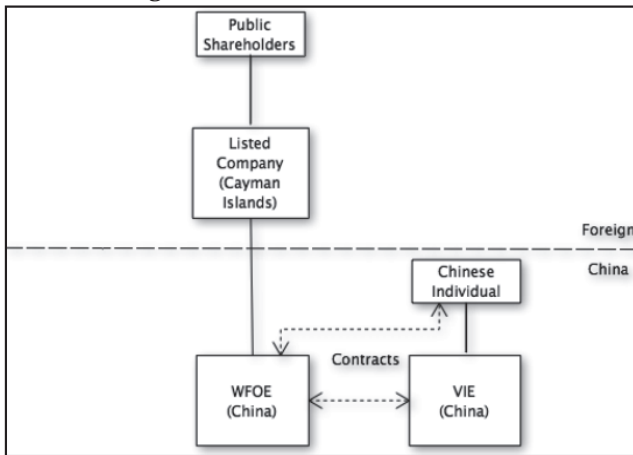 Public
Shareholders
Listed
Company
(Cayman
Islands)
Foreign
China
Chinese
Individual
Contracts
WFOE
(China)
VIE
(China)